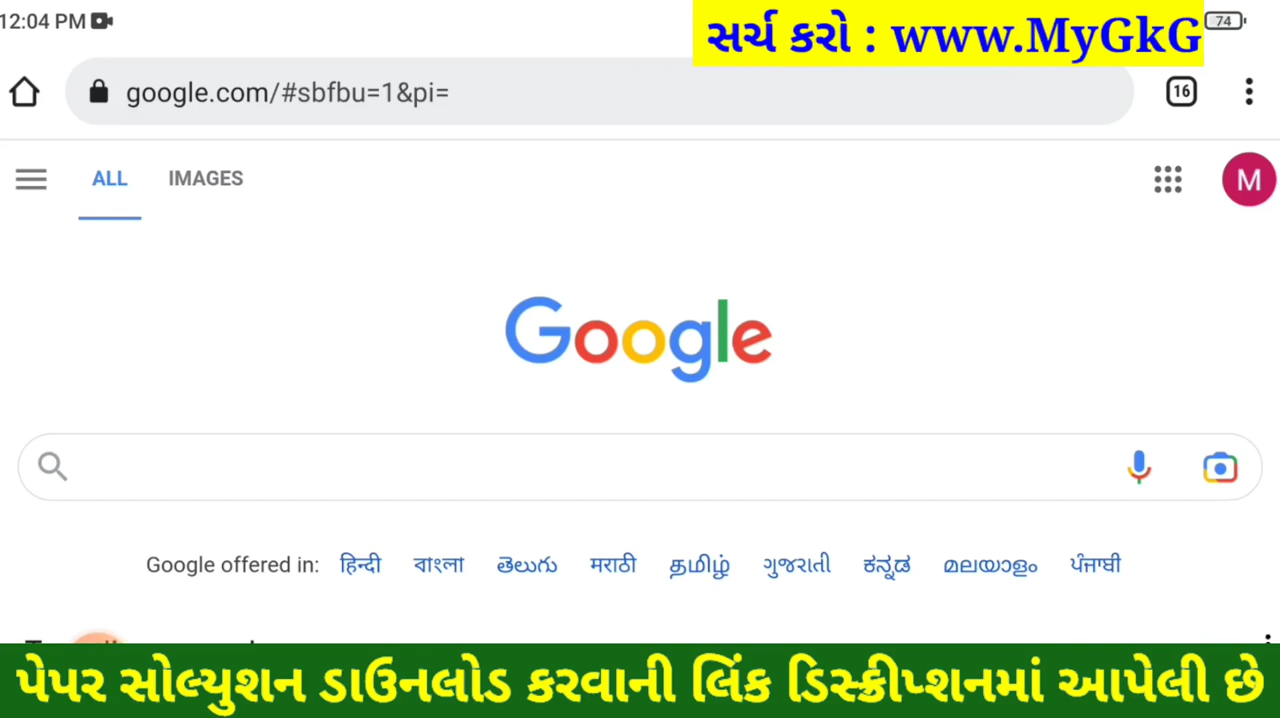 12:04 PM
સર્ચ કરો : www.MyGkG
74
google.com/#sbfbu=1&pi=
16
ALL IMAGES
M
Google
Google offered in: हिन्दी বাংলা తెలుగు मराठी தமிழ் ગુજરાતી ಕನ್ನಡ മലയാളം ਪੰਜਾਬੀ
પેપર સોલ્યુશન ડાઉનલોડ કરવાની લિંક ડિસ્ક્રીપ્શનમાં આપેલી છે